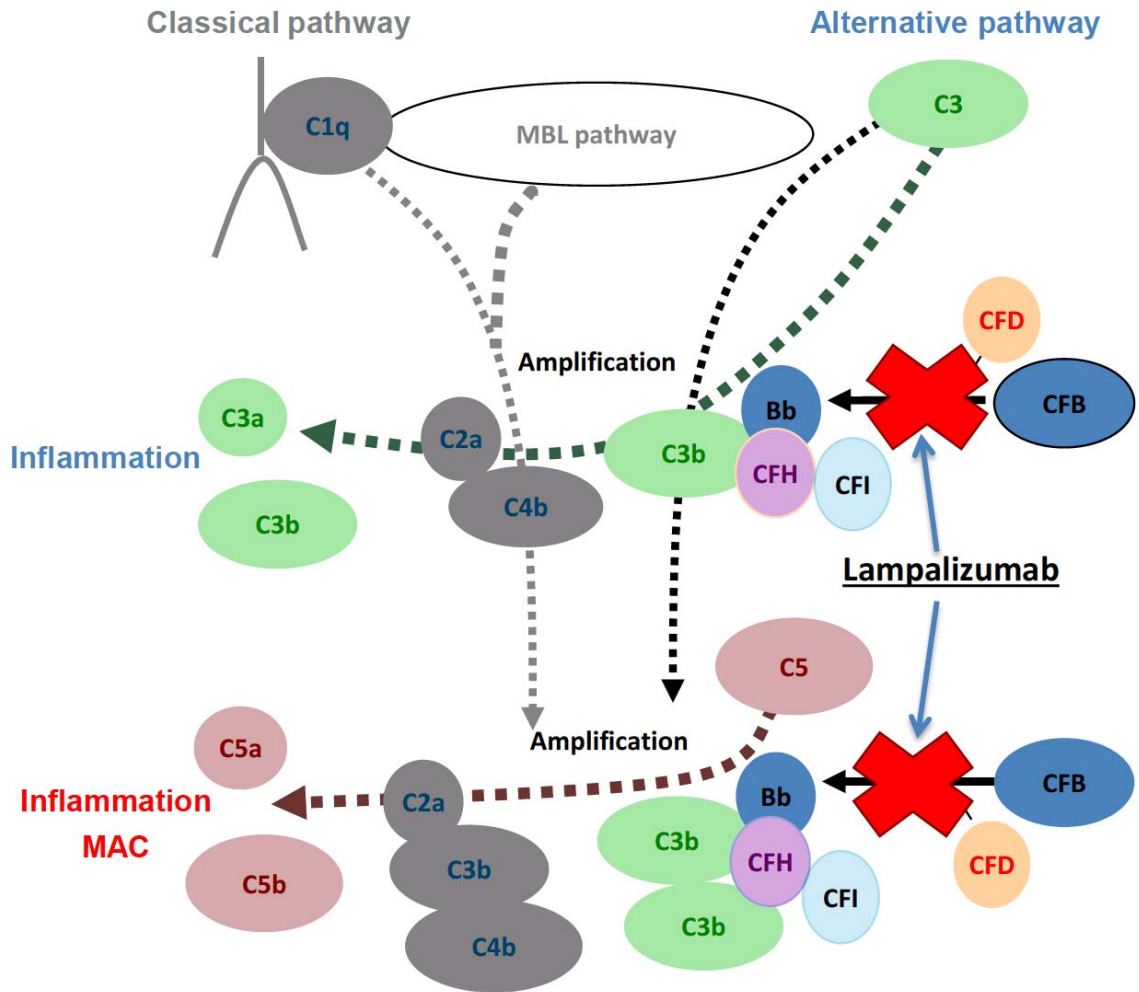 Classical pathway
Alternative pathway
C1q
MBL pathway
C3
CFD
Amplification
Bb
CFB
C3a
C2a
Inflammation
C3b
CFH
CFI
C3b
C4b
Lampalizumab
C5
C5a
Amplification
Inflammation
MAC
C2a
Bb
CFB
C3b
CFH
C5b
C3b
CFD
CFI
C4b
C3b